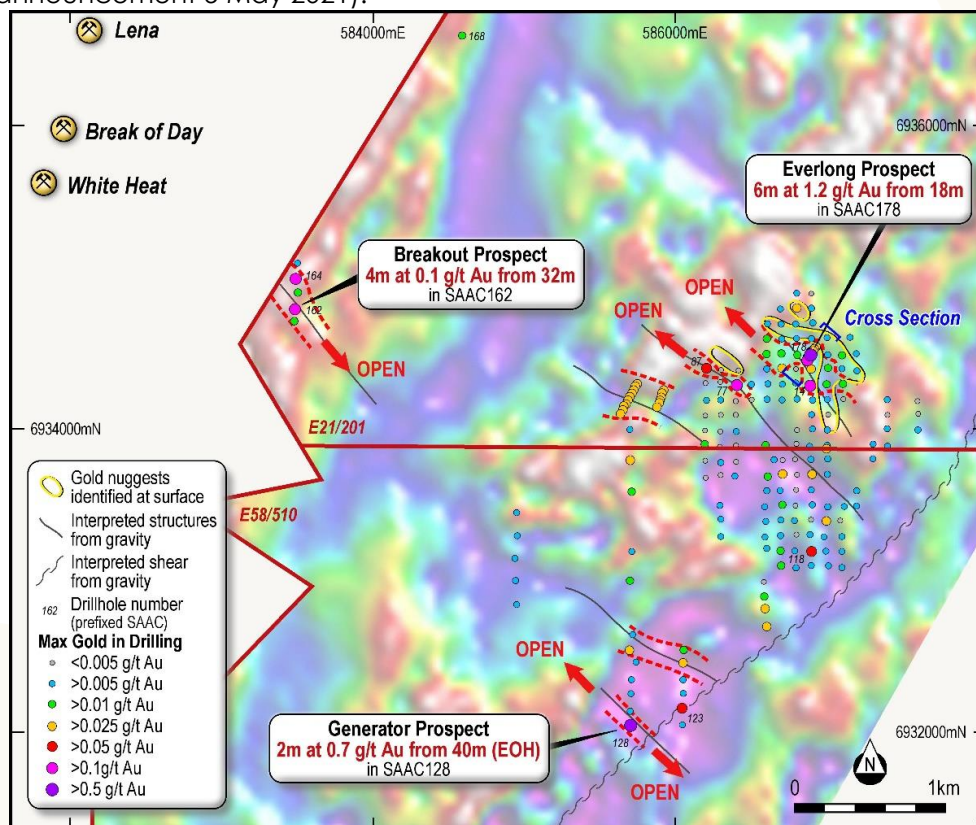 announcement 6 May 2021).
Lena
584000mE
168
586000mE
Break of Day
6936000mN
White Heat
Everlong Prospect
6m at 1.2 g/t Au from 18m
in SAAC178
Breakout Prospect
4m at 0.1 g/t Au from 32m
in SAAC162
164
162
OPEN
OPEN
OPEN
Cross Section
178
87
77
6934000mN
E21/201
E58/510
Gold nuggests
identified at surface
Interpreted structures
from gravity
Interpreted shear
from gravity
162
Drillhole number
(prefixed SAAC)
Max Gold in Drilling
<0.005 g/t Au
>0.005 g/t Au
>0.01 g/t Au
>0.025 g/t Au
>0.05 g/t Au
>0.1g/t Au
>0.5 g/t Au
118
OPEN
123
Generator Prospect
2m at 0.7 g/t Au from 40m (EOH)
in SAAC128
128
OPEN
6932000mN
N
0 1km